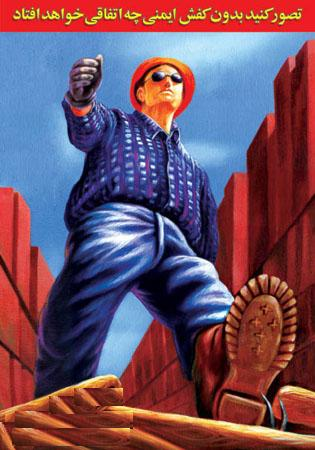 تصور کنید بدون کفش ایمنی چه اتفاقی خواهد افتاد